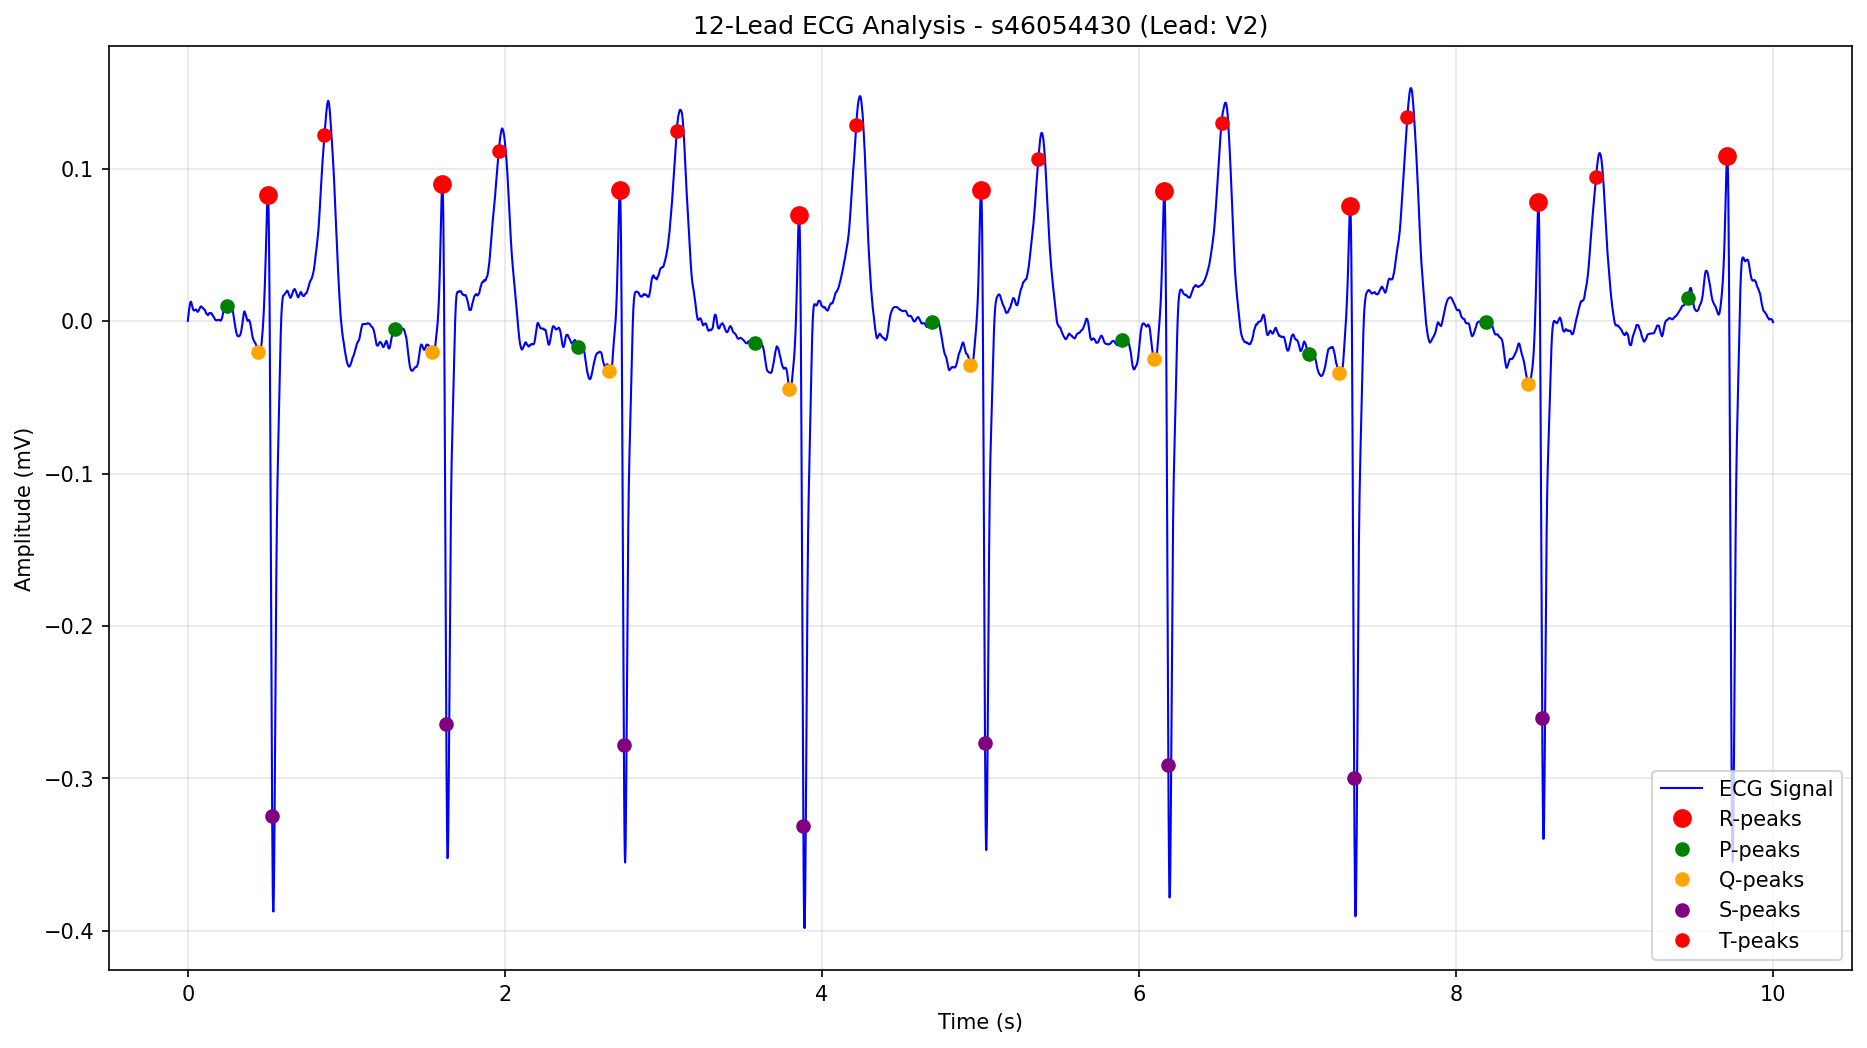 12-Lead ECG Analysis - s46054430 (Lead: V2)
Amplitude (mV)
0.1
0.0
−0.1
−0.2
−0.3
−0.4
0
2
4
6
8
10
Time (s)
ECG Signal
R-peaks
P-peaks
Q-peaks
S-peaks
T-peaks